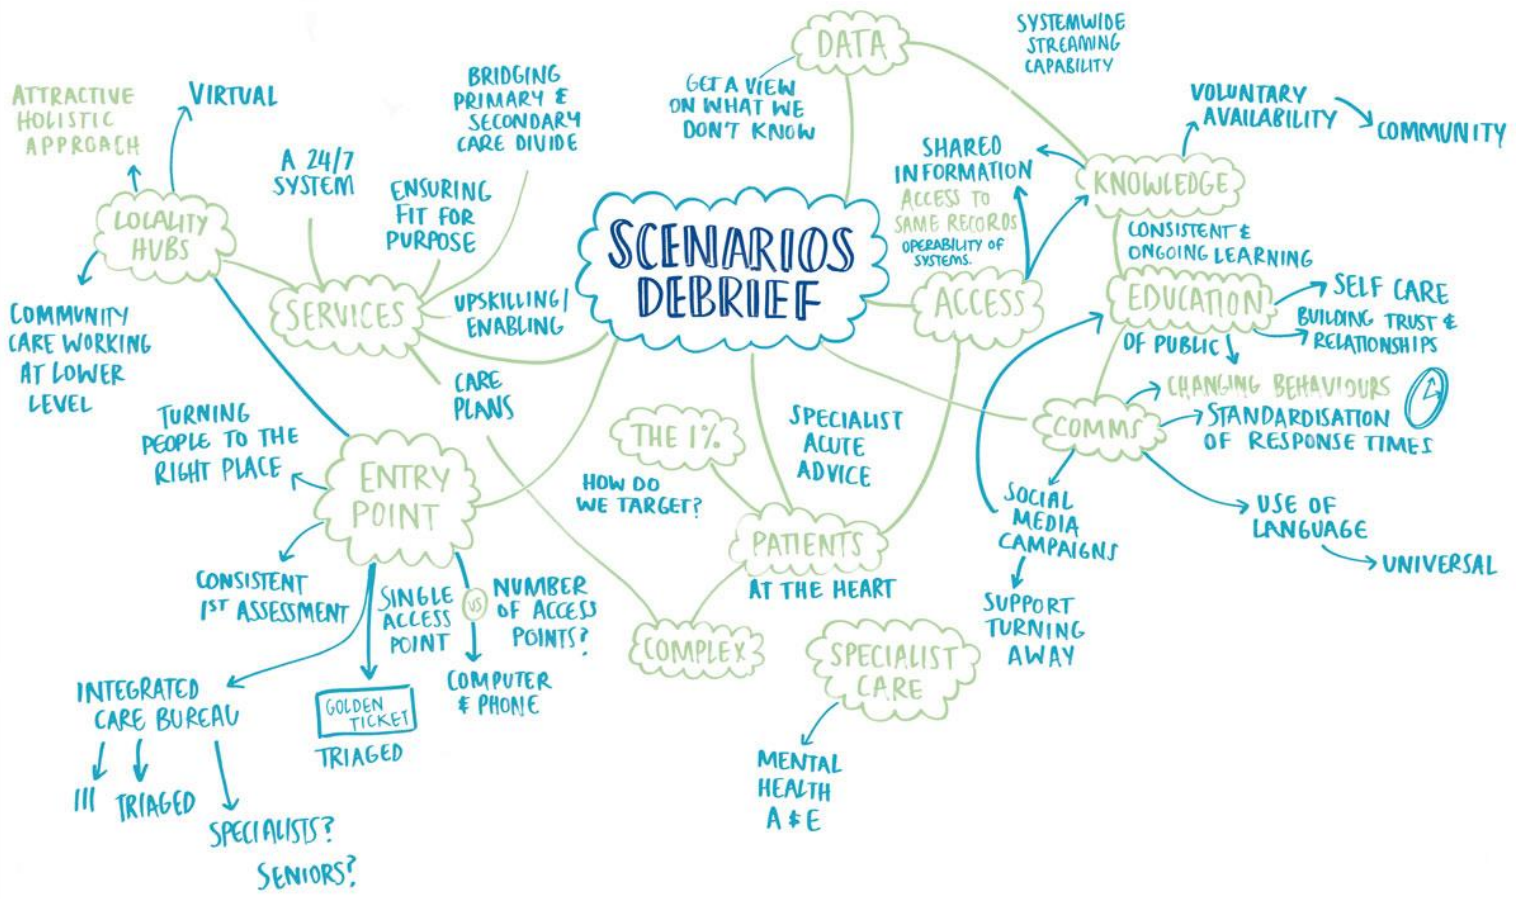 SCENARIOS
DEBRIEF
DATA
GET A VIEW
ON WHAT WE
DON'T KNOW
SYSTEMWIDE
STREAMING
CAPABILITY
KNOWLEDGE
VOLUNTARY
AVAILABILITY
COMMUNITY
SHARED
INFORMATION
ACCESS TO
SAME RECORDS
OPERABILITY OF
SYSTEMS.
ACCESS
CONSISTENT &
ONGOING LEARNING
EDUCATION
OF PUBLIC
SELF CARE
BUILDING TRUST &
RELATIONSHIPS
CHANGING BEHAVIOURS
COMMS
STANDARDISATION
OF RESPONSE TIMES
USE OF
LANGUAGE
UNIVERSAL
SOCIAL
MEDIA
CAMPAIGNS
SUPPORT
TURNING
AWAY
PATIENTS
AT THE HEART
SPECIALIST
ACUTE
ADVICE
THE 1%
HOW DO
WE TARGET?
COMPLEX
SPECIALIST
CARE
MENTAL
HEALTH
A & E
SERVICES
A 24/7
SYSTEM
ENSURING
FIT FOR
PURPOSE
BRIDGING
PRIMARY &
SECONDARY
CARE DIVIDE
UPSKILLING/
ENABLING
CARE
PLANS
LOCALITY
HUBS
ATTRACTIVE
HOLISTIC
APPROACH
VIRTUAL
COMMUNITY
CARE WORKING
AT LOWER
LEVEL
ENTRY
POINT
TURNING
PEOPLE TO THE
RIGHT PLACE
CONSISTENT
1ST ASSESSMENT
SINGLE
ACCESS
POINT
VS
NUMBER
OF ACCESS
POINTS?
COMPUTER
& PHONE
GOLDEN
TICKET
TRIAGED
INTEGRATED
CARE BUREAU
111
TRIAGED
SPECIALISTS?
SENIORS?